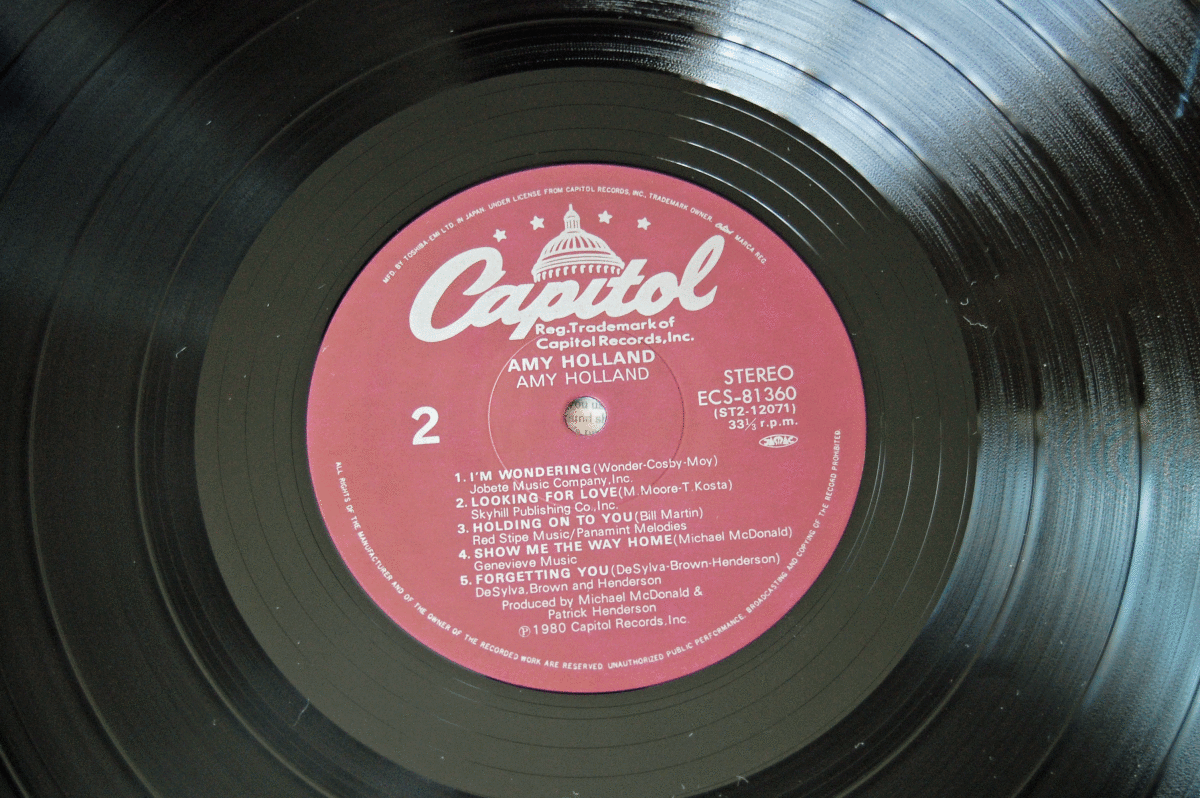 MFD. BY TOSHIBA EMI LTD. IN JAPAN. UNDER LICENSE FROM CAPITOL RECORDS, INC., TRADEMARK OWNER. MARCA REG.
Capitol
Reg.Trademark of
Capitol Records,Inc.
AMY HOLLAND
AMY HOLLAND
STEREO
ECS-81360
(ST2-12071)
33⅓ r.p.m.
JASRAC
2
1. I'M WONDERING (Wonder-Cosby-Moy)
Jobete Music Company, Inc.
2. LOOKING FOR LOVE (M. Moore-T. Kosta)
Skyhill Publishing Co., Inc.
3. HOLDING ON TO YOU (Bill Martin)
Red Stipe Music/Panamint Melodies
4. SHOW ME THE WAY HOME (Michael McDonald)
Genevieve Music
5. FORGETTING YOU (DeSylva-Brown-Henderson)
DeSylva, Brown and Henderson
Produced by Michael McDonald &
Patrick Henderson
℗1980 Capitol Records, Inc.
ALL RIGHTS OF THE MANUFACTURER AND OF THE OWNER OF THE RECORDED WORK ARE RESERVED. UNAUTHORIZED PUBLIC PERFORMANCE, BROADCASTING AND COPYING OF THE RECORD PROHIBITED.